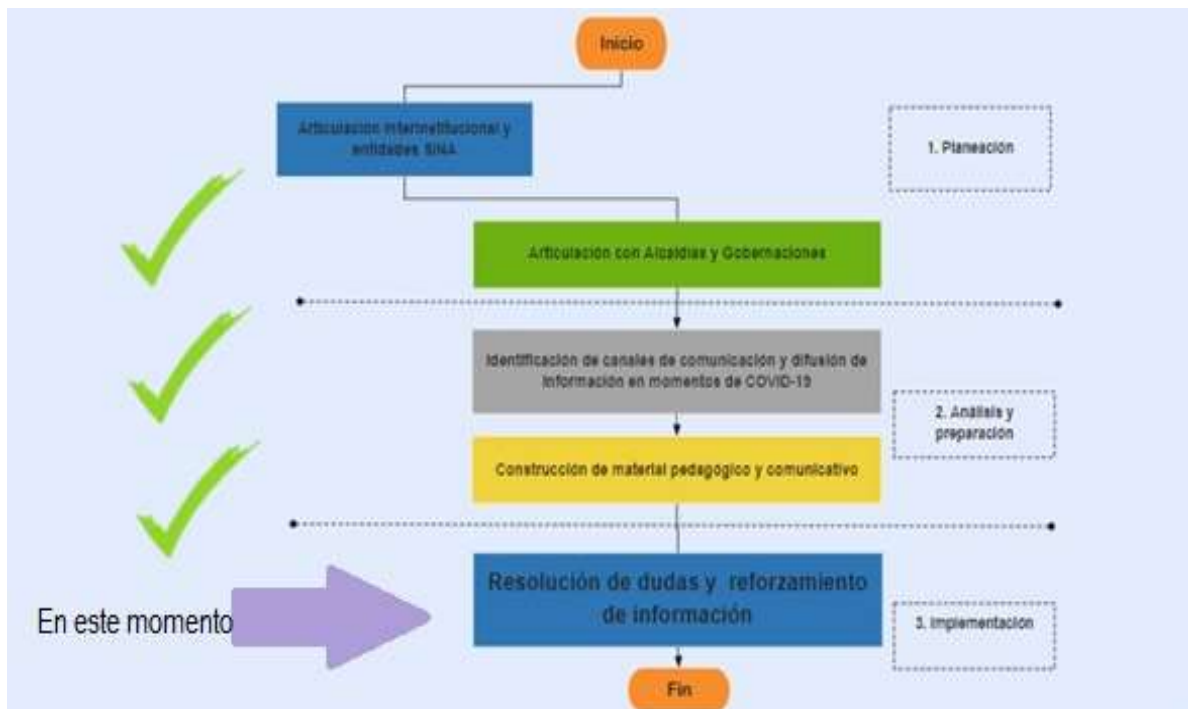 Inicio
Articulación Interinstitucional y
entidades SINA
1. Planeación
Articulación con Alcaldías y Gobernaciones
Identificación de canales de comunicación y difusión de
información en momentos de COVID-19
2. Análisis y
preparación
Construcción de material pedagógico y comunicativo
Resolución de dudas y reforzamiento
de información
En este momento
3. Implementación
Fin